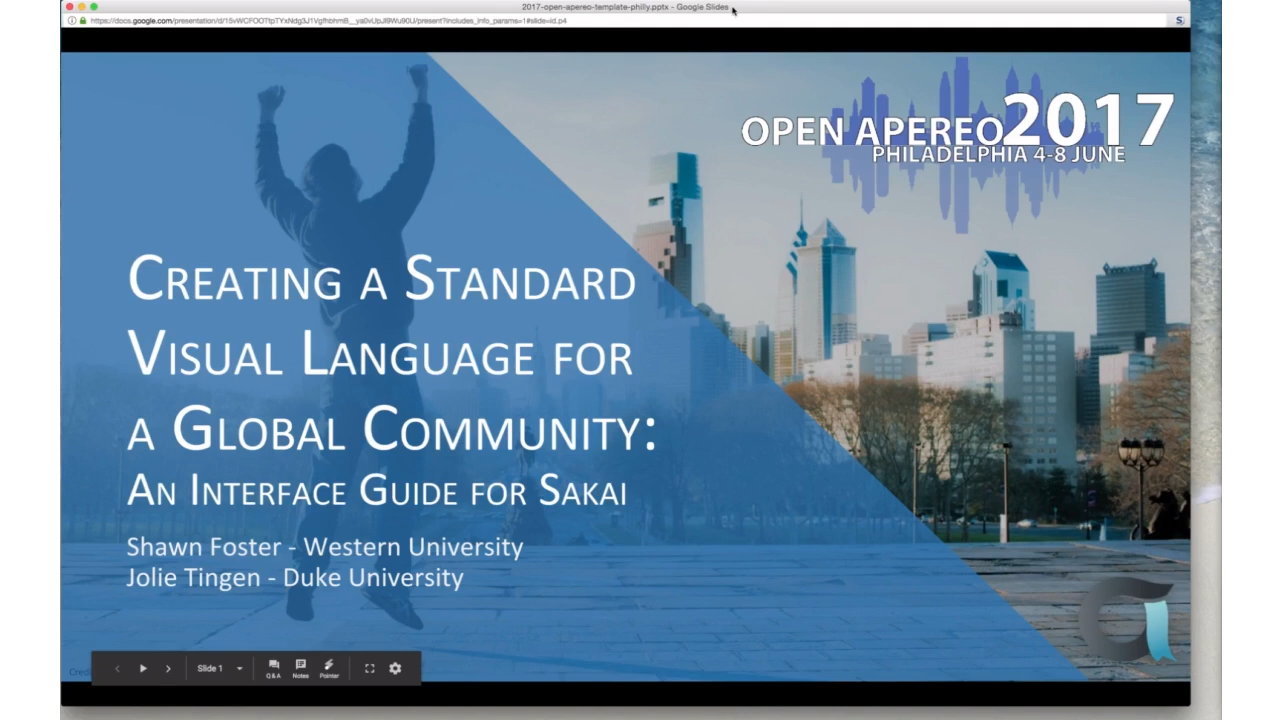 2017-open-apereo-template-philly.pptx - Google Slides
OPEN APEREO 2017
PHILADELPHIA 4-8 JUNE
CREATING A STANDARD
VISUAL LANGUAGE FOR
A GLOBAL COMMUNITY:
AN INTERFACE GUIDE FOR SAKAI
Shawn Foster - Western University
Jolie Tingen - Duke University
Slide 1
Q&A
Notes
Pointer